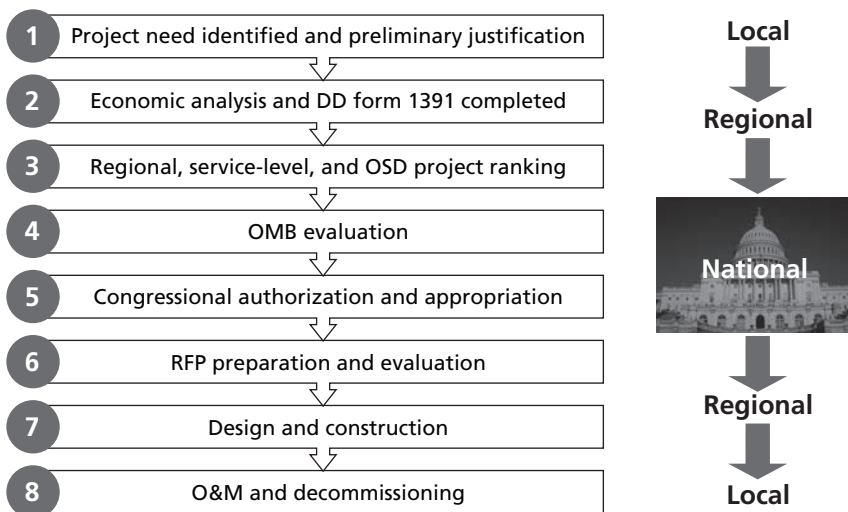 1 Project need identified and preliminary justification
2 Economic analysis and DD form 1391 completed
3 Regional, service-level, and OSD project ranking
4 OMB evaluation
5 Congressional authorization and appropriation
6 RFP preparation and evaluation
7 Design and construction
8 O&M and decommissioning
Local
Regional
National
Regional
Local